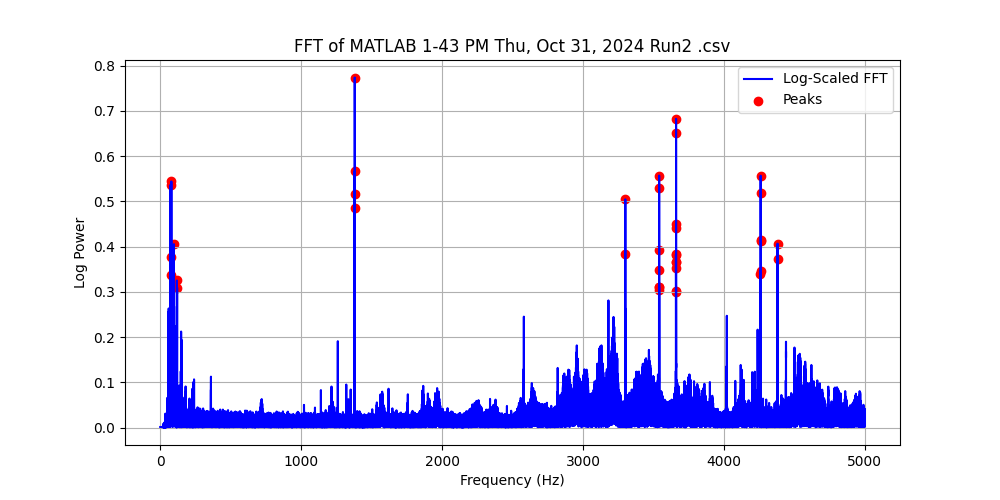 FFT of MATLAB 1-43 PM Thu, Oct 31, 2024 Run2 .csv
Log-Scaled FFT
Peaks
Log Power
0.8
0.7
0.6
0.5
0.4
0.3
0.2
0.1
0.0
0 1000 2000 3000 4000 5000
Frequency (Hz)